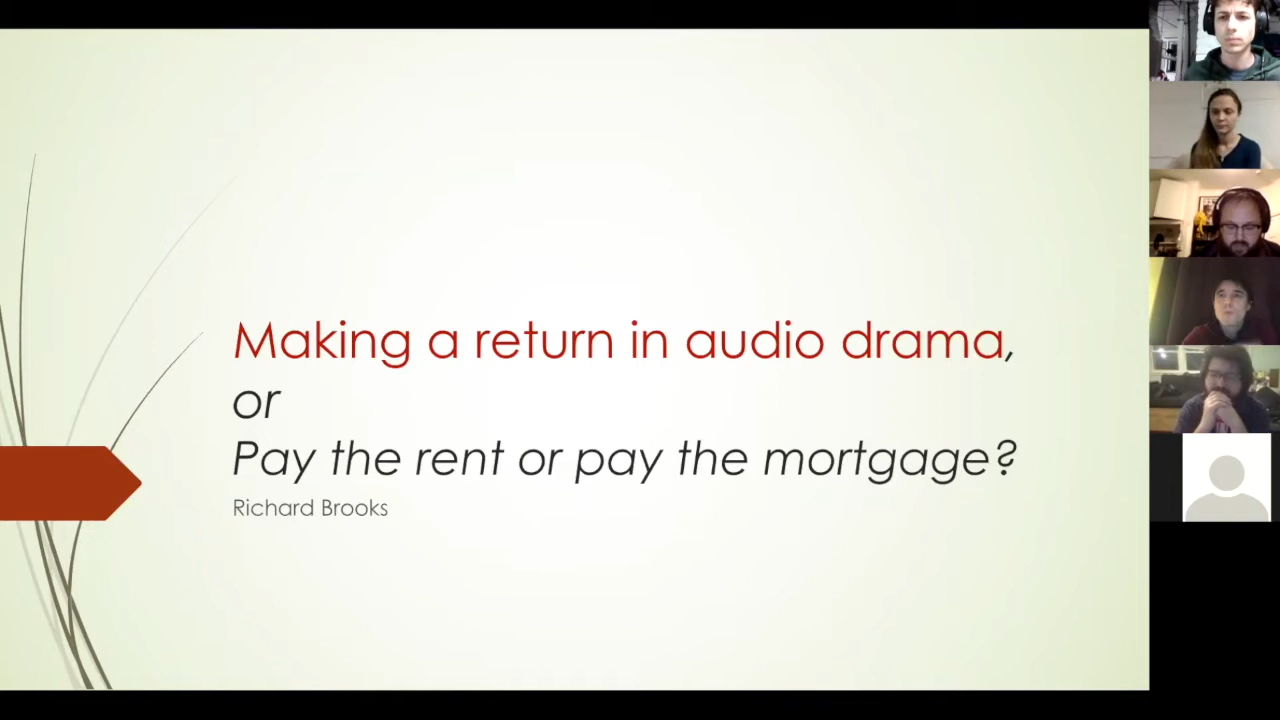 Making a return in audio drama,
or
Pay the rent or pay the mortgage?
Richard Brooks